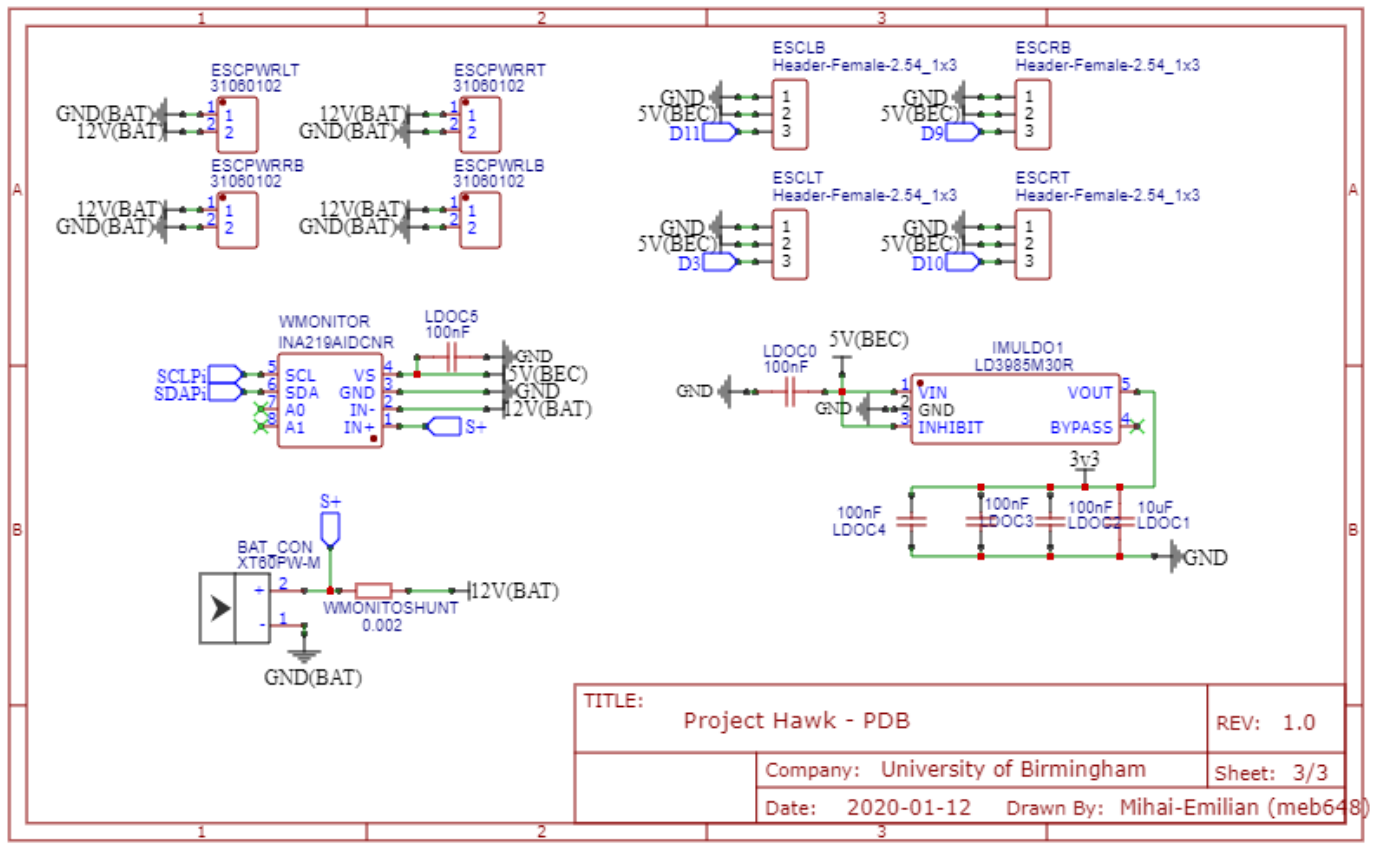 1 2 3
ESCPWRLT
31060102
GND(BAT) 1 1
12V(BAT) 2 2
ESCPWRRT
31060102
12V(BAT) 1 1
GND(BAT) 2 2
ESCLB
Header-Female-2.54_1x3
GND 1
5V(BEC) 2
D11 3
ESCRB
Header-Female-2.54_1x3
GND 1
5V(BEC) 2
D9 3
A A
ESCPWRRB
31060102
12V(BAT) 1 1
GND(BAT) 2 2
ESCPWRLB
31060102
12V(BAT) 1 1
GND(BAT) 2 2
ESCLT
Header-Female-2.54_1x3
GND 1
5V(BEC) 2
D3 3
ESCRT
Header-Female-2.54_1x3
GND 1
5V(BEC) 2
D10 3
WMONITOR
INA219AIDCNR
LDOC5
100nF
GND
SCLPi 5 SCL VS 4 5V(BEC)
SDAPi 6 SDA GND 3 GND
7 A0 IN- 2 12V(BAT)
8 A1 IN+ 1 S+
5V(BEC)
LDOC0
100nF
GND
IMULDO1
LD3985M30R
1 VIN VOUT 5
GND 2 GND
3 INHIBIT BYPASS 4
3v3
100nF
LDOC4
100nF
LDOC3
100nF
LDOC2
10uF
LDOC1
GND
B B
S+
BAT_CON
XT60PW-M
+ 2
- 1
12V(BAT)
WMONITOSHUNT
0.002
GND(BAT)
TITLE:
Project Hawk - PDB
REV: 1.0
Company: University of Birmingham
Sheet: 3/3
Date: 2020-01-12 Drawn By: Mihai-Emilian (meb648)
1 2 3